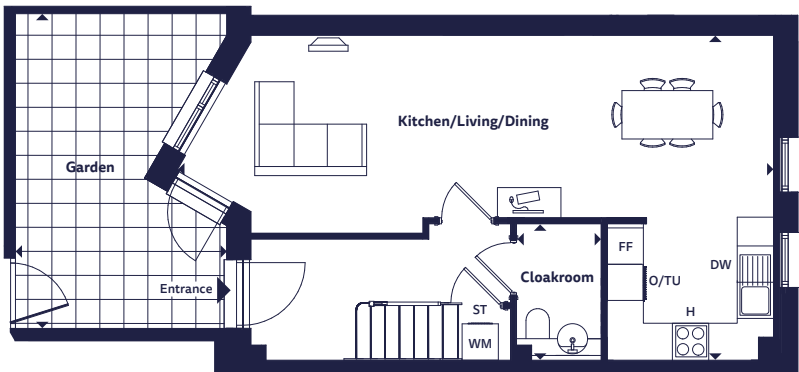 Kitchen/Living/Dining
Garden
FF
Cloakroom
DW
O/TU
Entrance
ST
H
WM